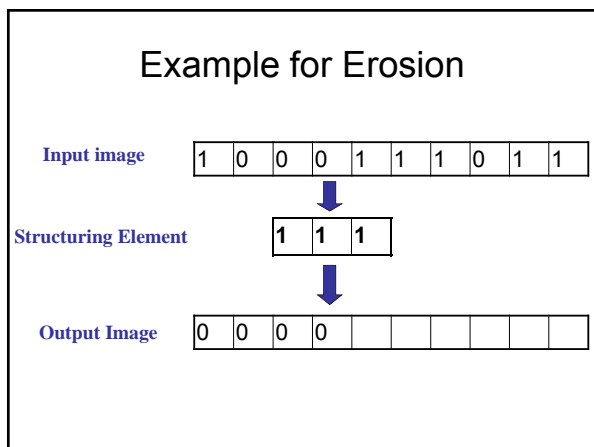 Example for Erosion
Input image 1 0 0 0 1 1 1 0 1 1
Structuring Element 1 1 1
Output Image 0 0 0 0